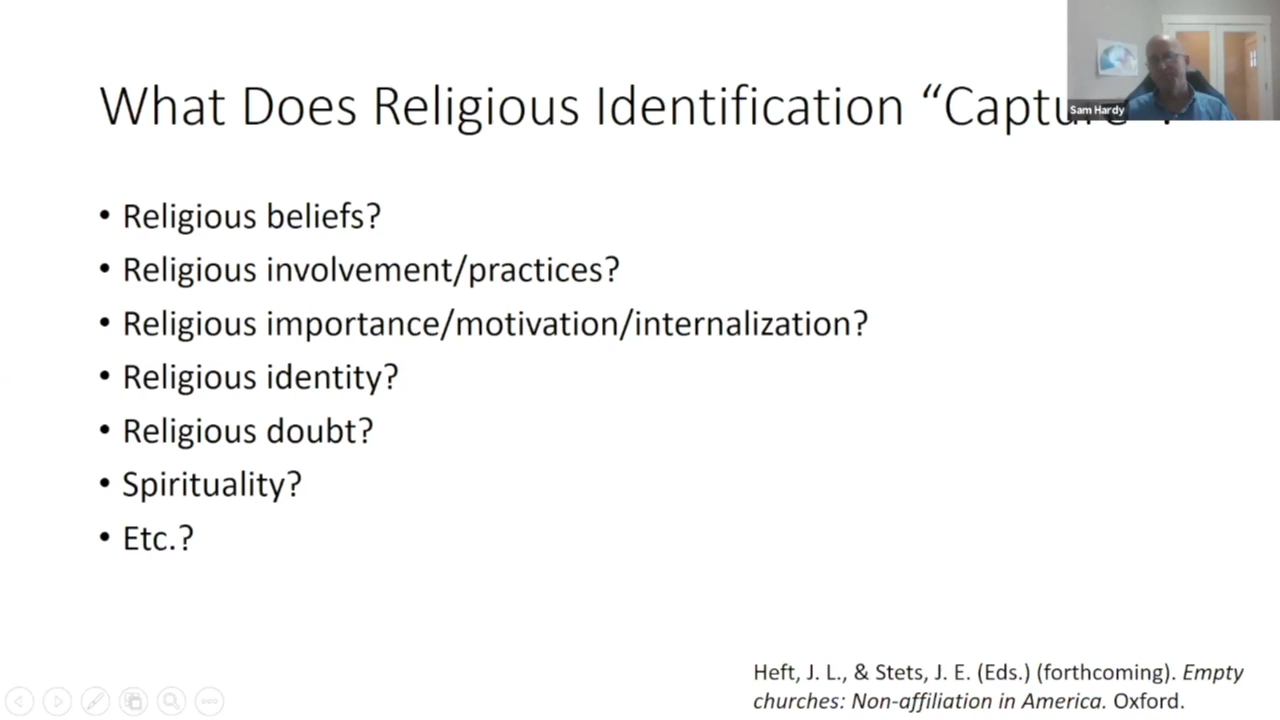 What Does Religious Identification “Capture”?
Sam Hardy
• Religious beliefs?
• Religious involvement/practices?
• Religious importance/motivation/internalization?
• Religious identity?
• Religious doubt?
• Spirituality?
• Etc.?
Heft, J. L., & Stets, J. E. (Eds.) (forthcoming). Empty
churches: Non-affiliation in America. Oxford.